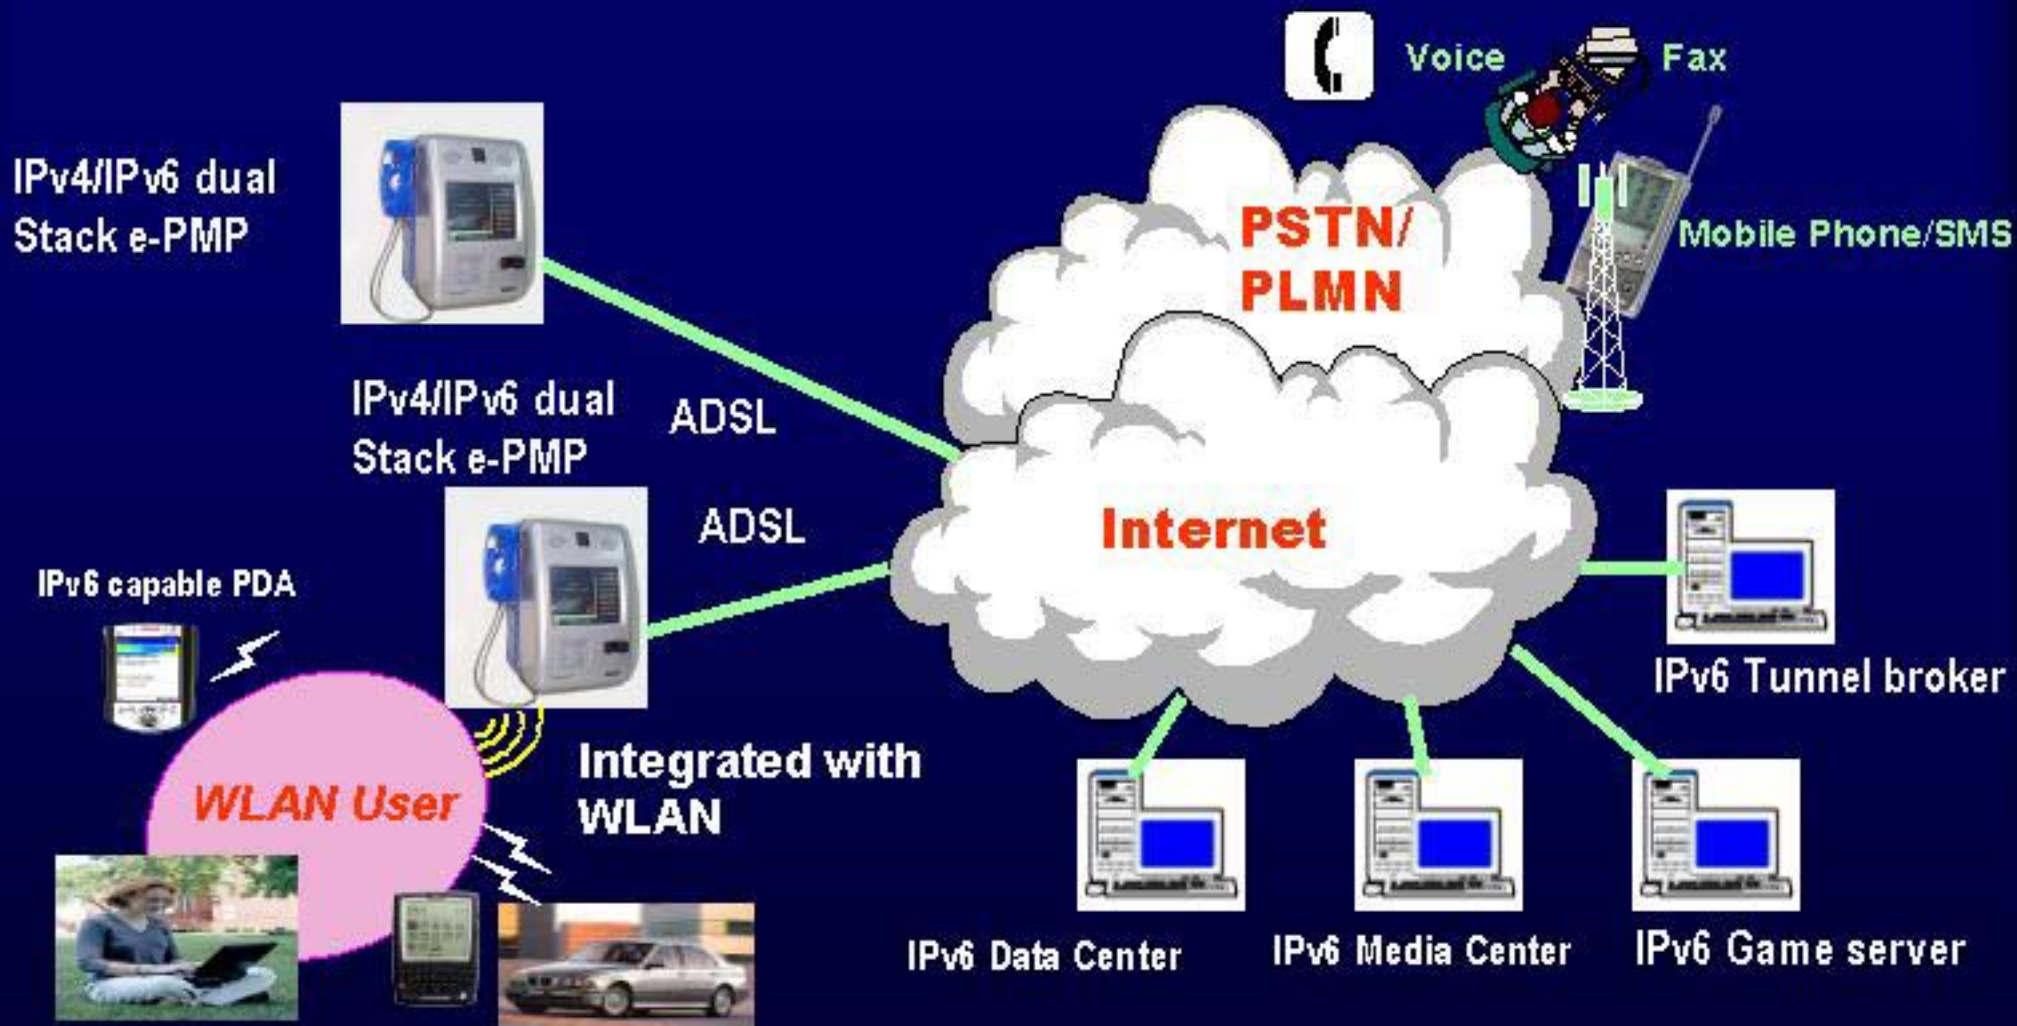 Voice
Fax
IPv4/IPv6 dual
Stack e-PMP
PSTN/
PLMN
Mobile Phone/SMS
IPv4/IPv6 dual
Stack e-PMP
ADSL
ADSL
Internet
IPv6 capable PDA
IPv6 Tunnel broker
Integrated with
WLAN
WLAN User
IPv6 Data Center
IPv6 Media Center
IPv6 Game server